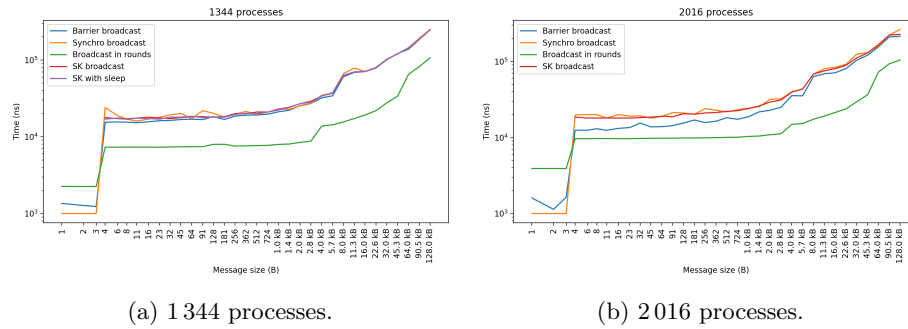 1344 processes
Barrier broadcast
Synchro broadcast
Broadcast in rounds
SK broadcast
SK with sleep
Time (ns)
10^5
10^4
10^3
1
2
3
4
6
8
11
16
23
32
45
64
91
128
181
256
362
512
724
1.0 kB
1.4 kB
2.0 kB
2.8 kB
4.0 kB
5.7 kB
8.0 kB
11.3 kB
16.0 kB
22.6 kB
32.0 kB
45.3 kB
64.0 kB
90.5 kB
128.0 kB
Message size (B)
(a) 1 344 processes.
2016 processes
Barrier broadcast
Synchro broadcast
Broadcast in rounds
SK broadcast
Time (ns)
10^5
10^4
10^3
1
2
3
4
6
8
11
16
23
32
45
64
91
128
181
256
362
512
724
1.0 kB
1.4 kB
2.0 kB
2.8 kB
4.0 kB
5.7 kB
8.0 kB
11.3 kB
16.0 kB
22.6 kB
32.0 kB
45.3 kB
64.0 kB
90.5 kB
128.0 kB
Message size (B)
(b) 2 016 processes.